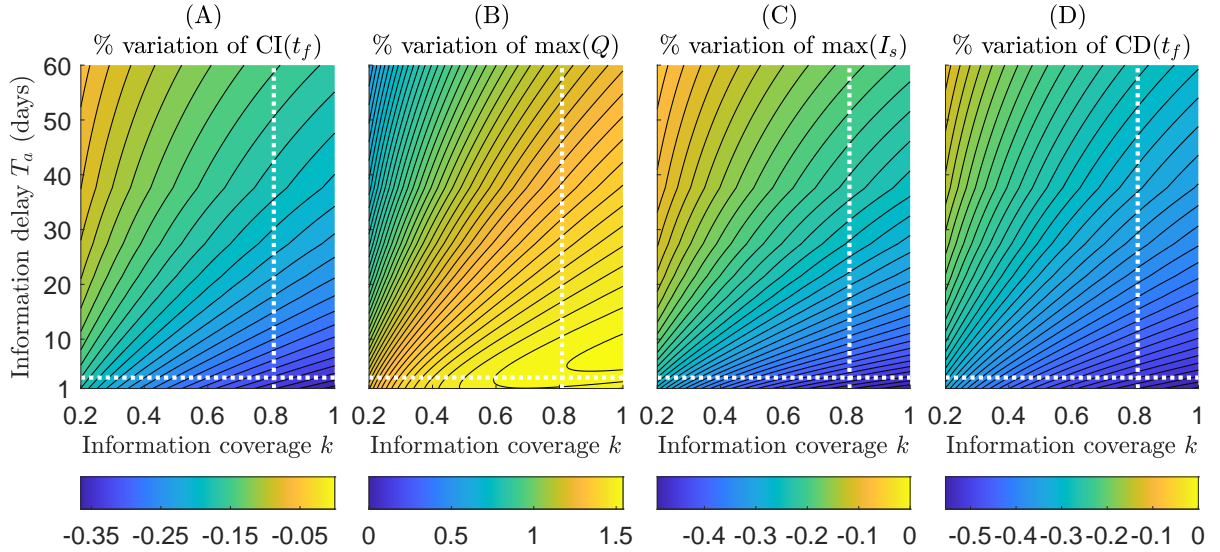 (A) (B) (C) (D)
% variation of CI(t_f) % variation of max(Q) % variation of max(I_s) % variation of CD(t_f)
Information delay T_a (days)
60
50
40
30
20
10
1
0.2 0.4 0.6 0.8 1 0.2 0.4 0.6 0.8 1 0.2 0.4 0.6 0.8 1 0.2 0.4 0.6 0.8 1
Information coverage k Information coverage k Information coverage k Information coverage k
-0.35 -0.25 -0.15 -0.05 0 0.5 1 1.5 -0.4 -0.3 -0.2 -0.1 0 -0.5 -0.4 -0.3 -0.2 -0.1 0